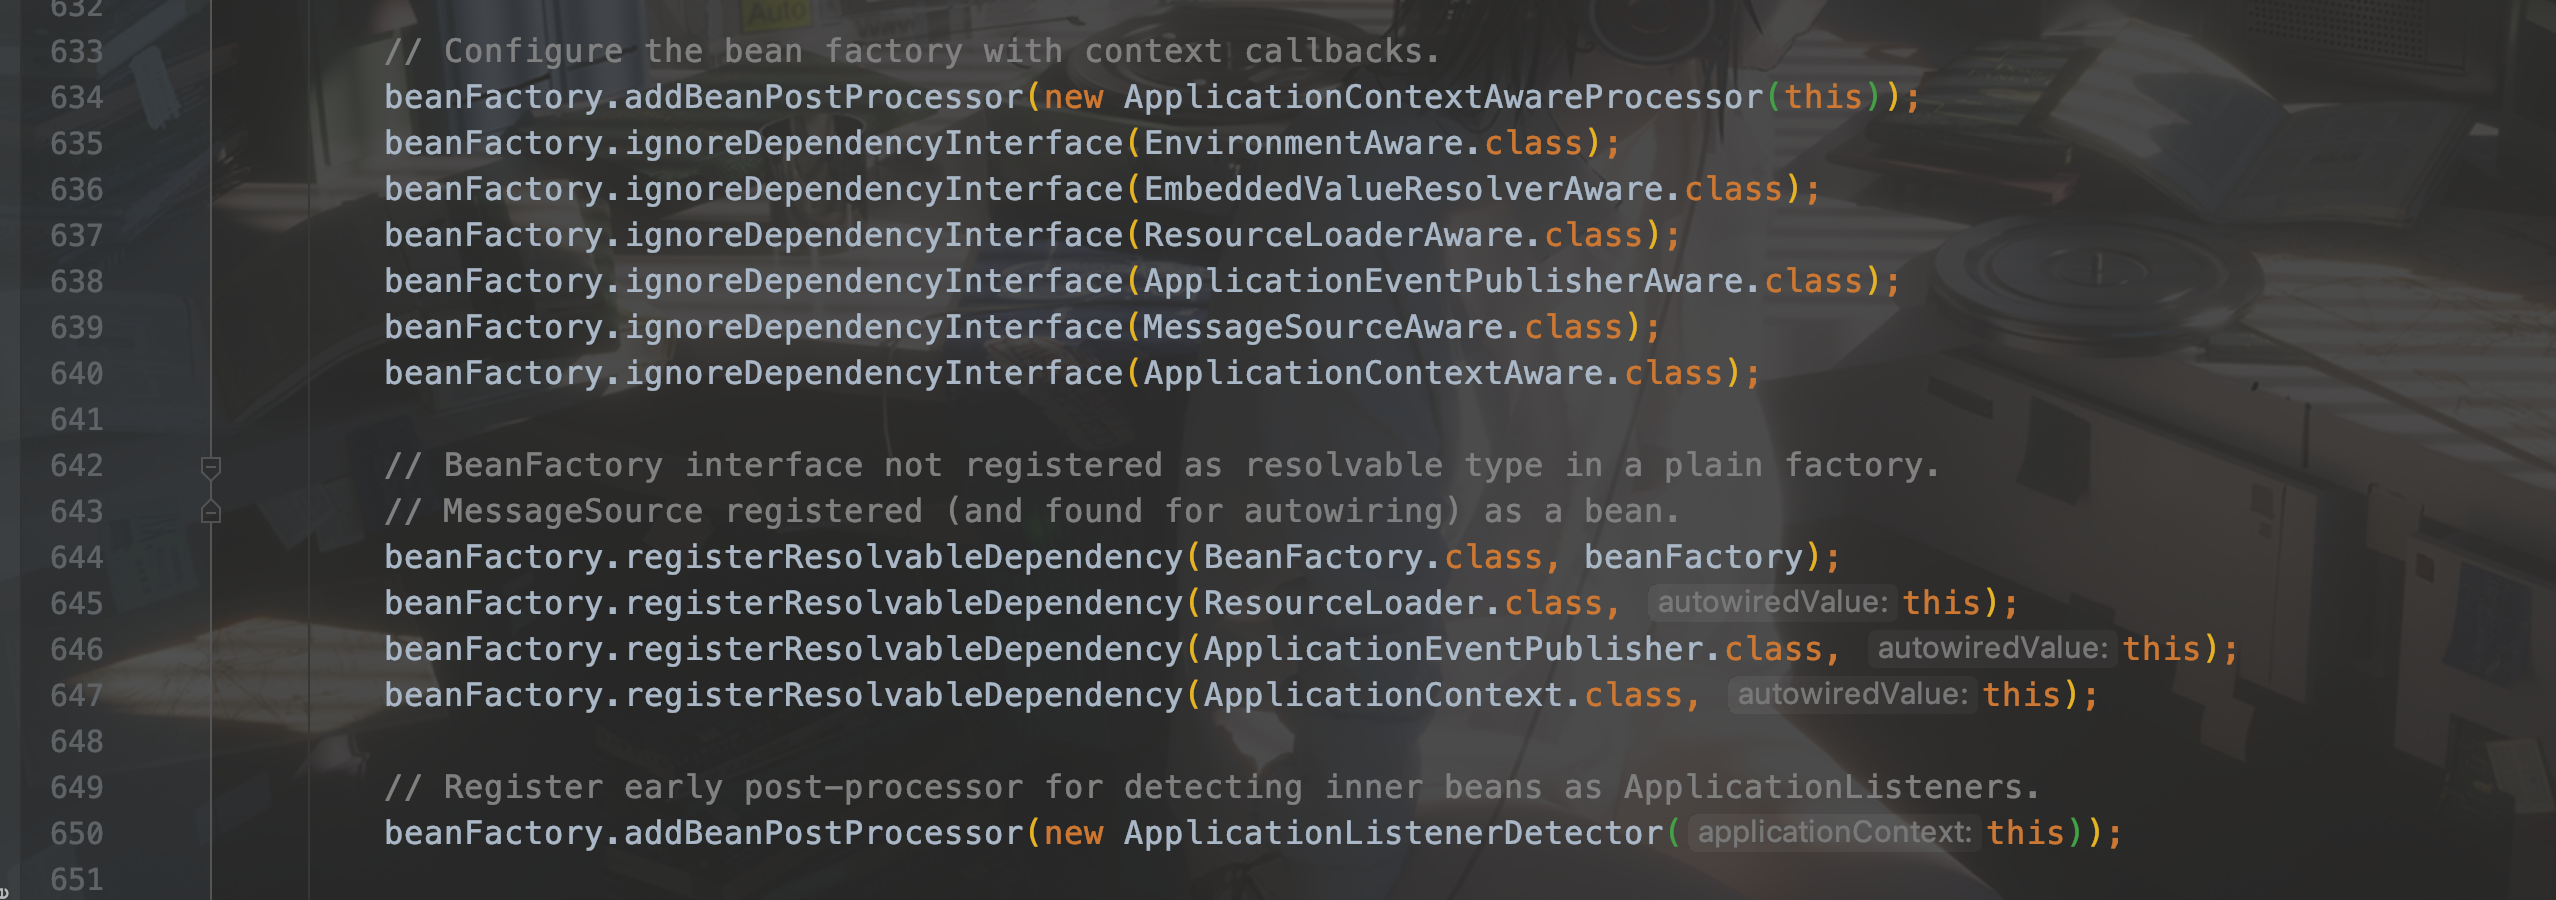 632
633 // Configure the bean factory with context callbacks.
634 beanFactory.addBeanPostProcessor(new ApplicationContextAwareProcessor(this));
635 beanFactory.ignoreDependencyInterface(EnvironmentAware.class);
636 beanFactory.ignoreDependencyInterface(EmbeddedValueResolverAware.class);
637 beanFactory.ignoreDependencyInterface(ResourceLoaderAware.class);
638 beanFactory.ignoreDependencyInterface(ApplicationEventPublisherAware.class);
639 beanFactory.ignoreDependencyInterface(MessageSourceAware.class);
640 beanFactory.ignoreDependencyInterface(ApplicationContextAware.class);
641
642 // BeanFactory interface not registered as resolvable type in a plain factory.
643 // MessageSource registered (and found for autowiring) as a bean.
644 beanFactory.registerResolvableDependency(BeanFactory.class, beanFactory);
645 beanFactory.registerResolvableDependency(ResourceLoader.class, autowiredValue: this);
646 beanFactory.registerResolvableDependency(ApplicationEventPublisher.class, autowiredValue: this);
647 beanFactory.registerResolvableDependency(ApplicationContext.class, autowiredValue: this);
648
649 // Register early post-processor for detecting inner beans as ApplicationListeners.
650 beanFactory.addBeanPostProcessor(new ApplicationListenerDetector( applicationContext: this));
651
Auto